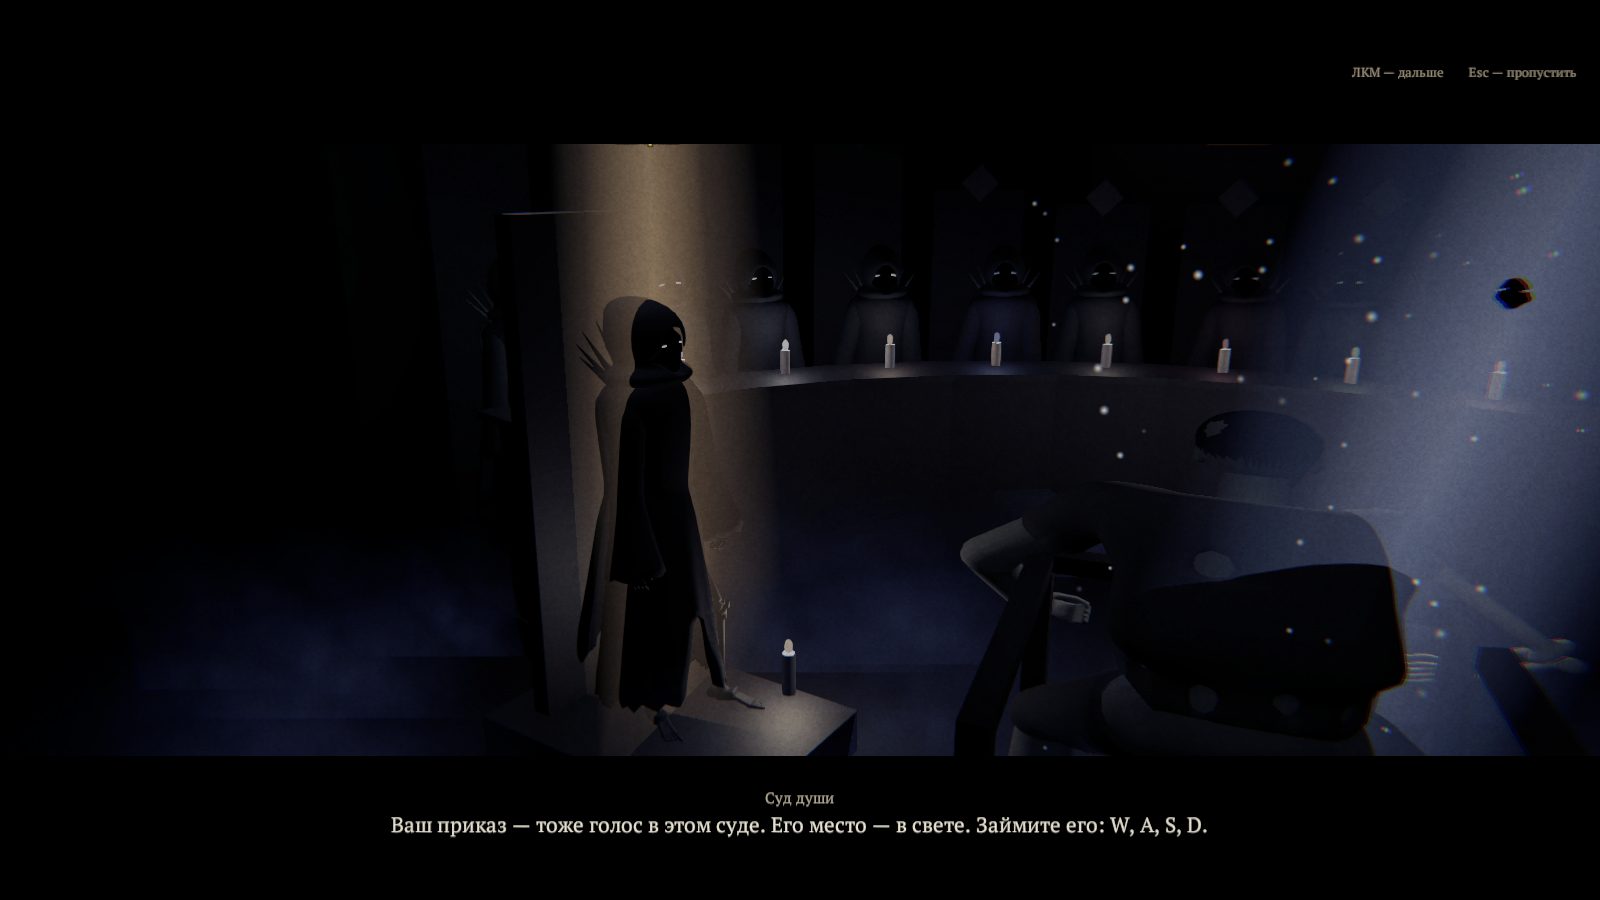 ЛКМ — дальше Esc — пропустить
Суд души
Ваш приказ — тоже голос в этом суде. Его место — в свете. Займите его: W, A, S, D.